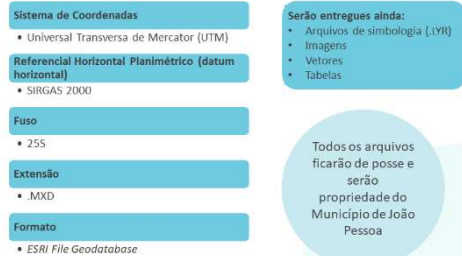 Sistema de Coordenadas
• Universal Transversa de Mercator (UTM)
Referencial Horizontal Planimétrico (datum
horizontal)
• SIRGAS 2000
Fuso
• 25S
Extensão
• .MXD
Formato
• ESRI File Geodatabase
Serão entregues ainda:
• Arquivos de simbologia (.LYR)
• Imagens
• Vetores
• Tabelas
Todos os arquivos
ficarão de posse e
serão
propriedade do
Município de João
Pessoa